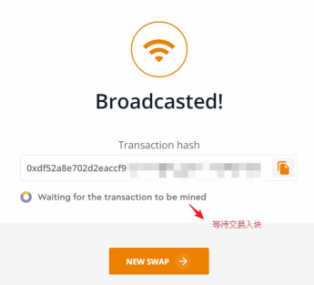 Broadcasted!
Transaction hash
0xdf52a8e702d2eaccf9
Waiting for the transaction to be mined
等待交易入块
NEW SWAP